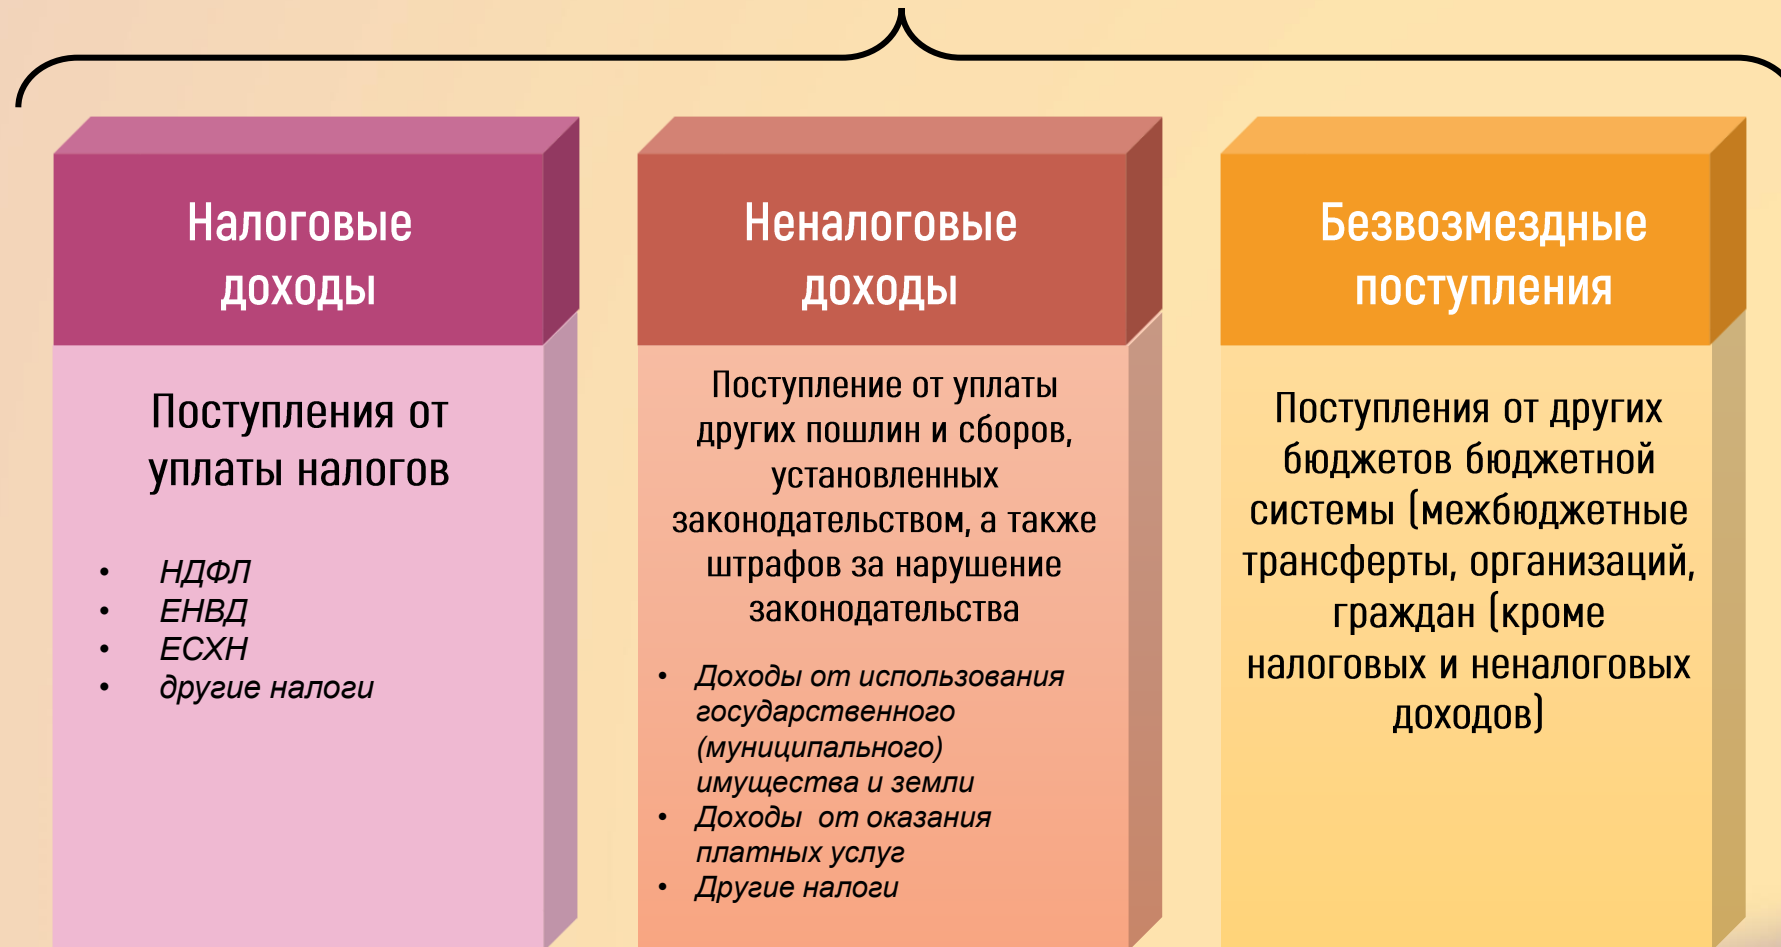 Налоговые
доходы
Поступления от
уплаты налогов
• НДФЛ
• ЕНВД
• ЕСХН
• другие налоги
Неналоговые
доходы
Поступление от уплаты
других пошлин и сборов,
установленных
законодательством, а также
штрафов за нарушение
законодательства
• Доходы от использования
государственного
(муниципального)
имущества и земли
• Доходы от оказания
платных услуг
• Другие налоги
Безвозмездные
поступления
Поступления от других
бюджетов бюджетной
системы (межбюджетные
трансферты, организаций,
граждан (кроме
налоговых и неналоговых
доходов)